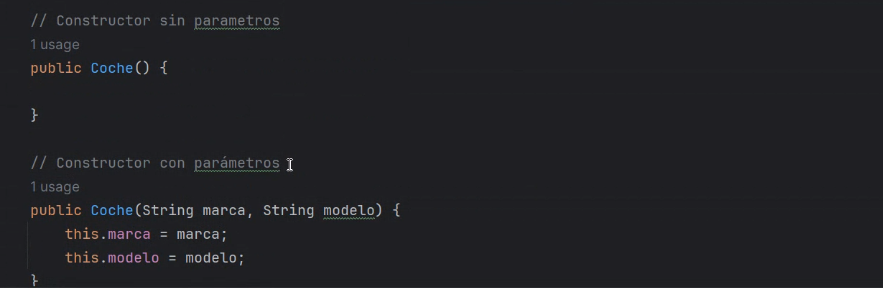 // Constructor sin parametros
1 usage
public Coche() {
}
// Constructor con parámetros
1 usage
public Coche(String marca, String modelo) {
this.marca = marca;
this.modelo = modelo;
}